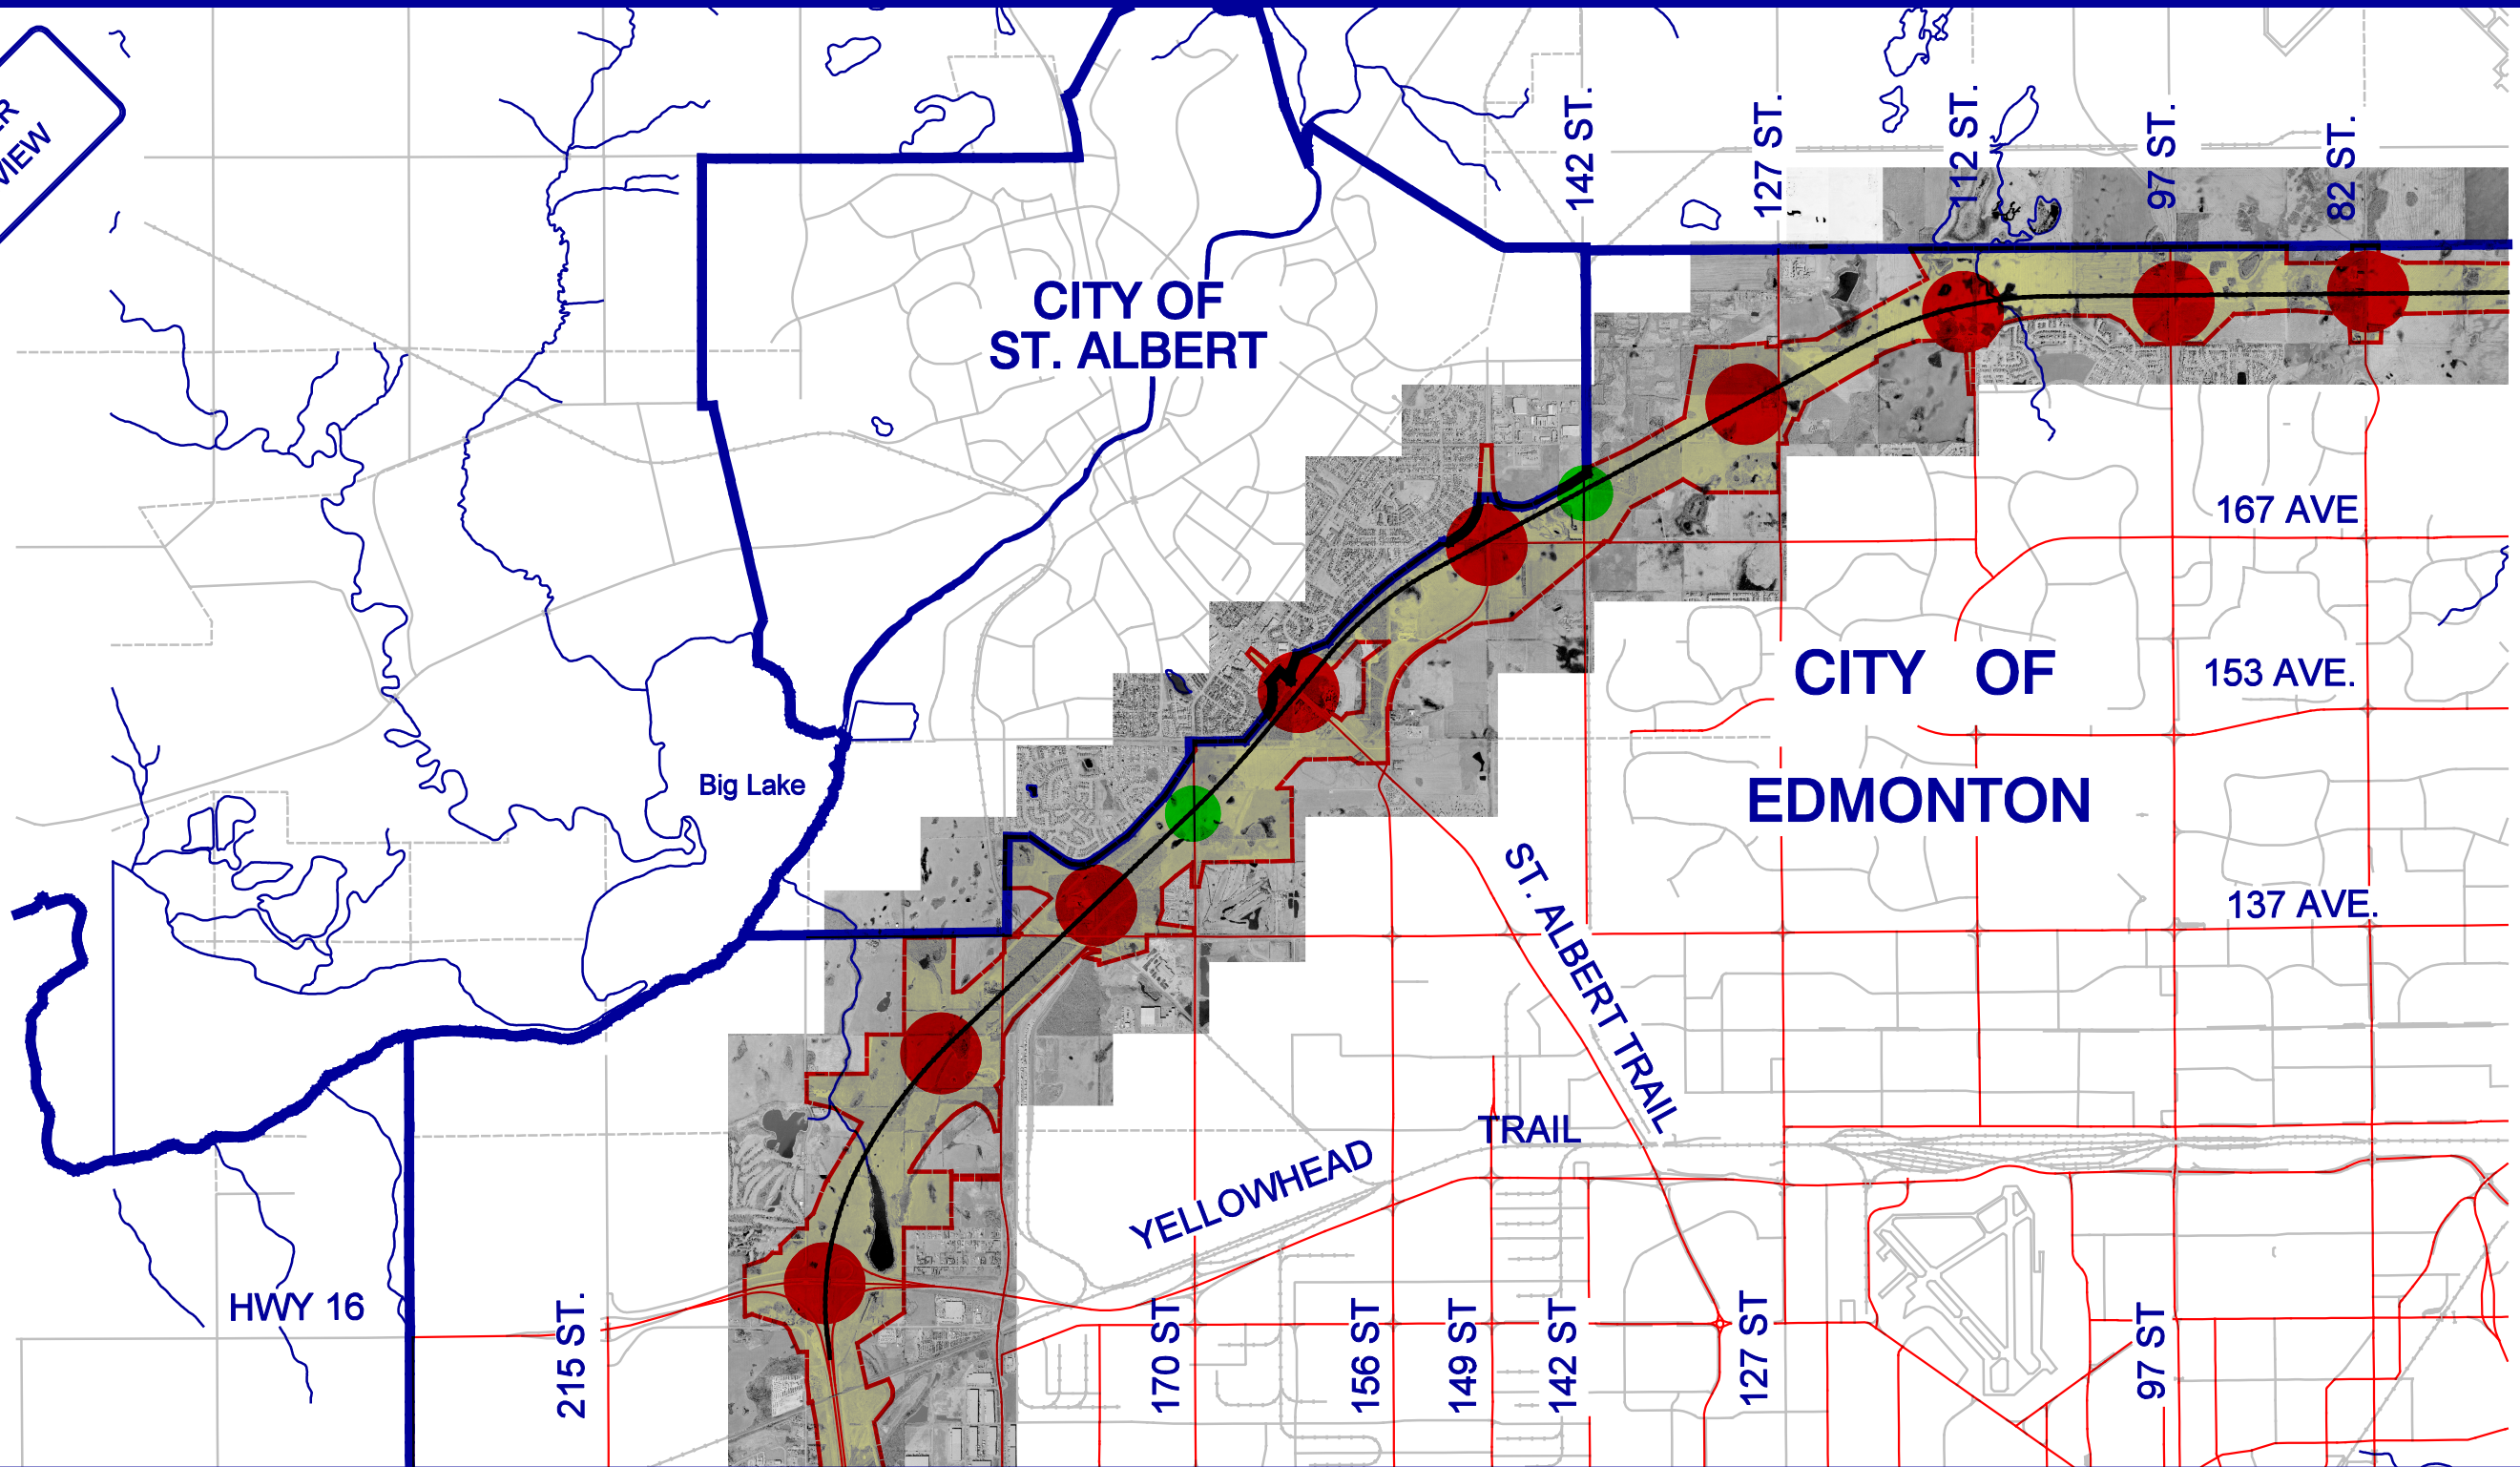 VIEW
142 ST.
127 ST.
112 ST.
97 ST.
82 ST.
CITY OF
ST. ALBERT
167 AVE
CITY OF
EDMONTON
153 AVE.
Big Lake
137 AVE.
ST. ALBERT TRAIL
YELLOWHEAD
TRAIL
HWY 16
215 ST.
170 ST
156 ST
149 ST
142 ST
127 ST
97 ST